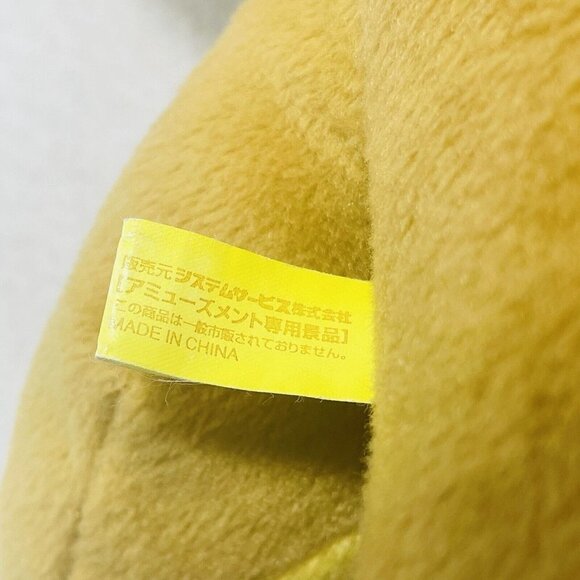 販売元 システムサービス株式会社
[アミューズメント専用景品]
この商品は一般市販されておりません。
MADE IN CHINA